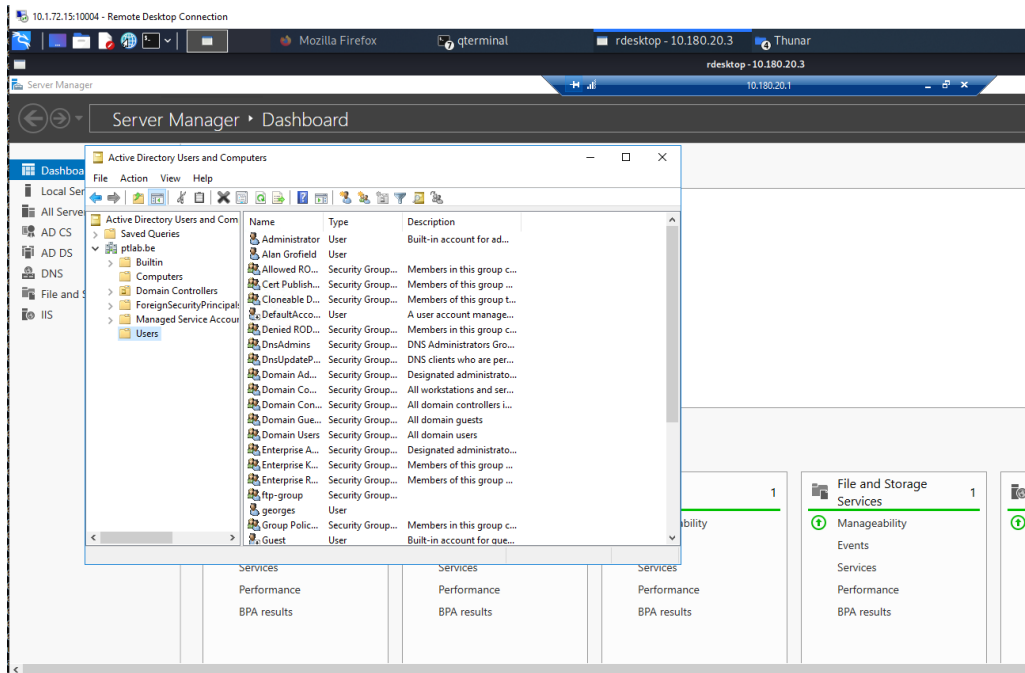 10.1.72.15:10004 - Remote Desktop Connection
Mozilla Firefox
qterminal
rdesktop - 10.180.20.3
Thunar
rdesktop - 10.180.20.3
Server Manager
10.180.20.1
Server Manager ‣ Dashboard
Dashboa
Local Ser
All Serve
AD CS
AD DS
DNS
File and S
IIS
Active Directory Users and Computers
File Action View Help
Active Directory Users and Com
Saved Queries
ptlab.be
Builtin
Computers
Domain Controllers
ForeignSecurityPrincipals
Managed Service Accour
Users
Name Type Description
Administrator User Built-in account for ad...
Alan Grofield User
Allowed RO... Security Group... Members in this group c...
Cert Publish... Security Group... Members of this group ...
Cloneable D... Security Group... Members of this group t...
DefaultAcco... User A user account manage...
Denied ROD... Security Group... Members in this group c...
DnsAdmins Security Group... DNS Administrators Gro...
DnsUpdateP... Security Group... DNS clients who are per...
Domain Ad... Security Group... Designated administrato...
Domain Co... Security Group... All workstations and ser...
Domain Con... Security Group... All domain controllers i...
Domain Gue... Security Group... All domain guests
Domain Users Security Group... All domain users
Enterprise A... Security Group... Designated administrato...
Enterprise K... Security Group... Members of this group ...
Enterprise R... Security Group... Members of this group ...
ftp-group Security Group...
georges User
Group Polic... Security Group... Members in this group c...
Guest User Built-in account for gue...
Services
Performance
BPA results
Services
Performance
BPA results
1
ability
Services
Performance
BPA results
File and Storage
Services
1
Manageability
Events
Services
Performance
BPA results